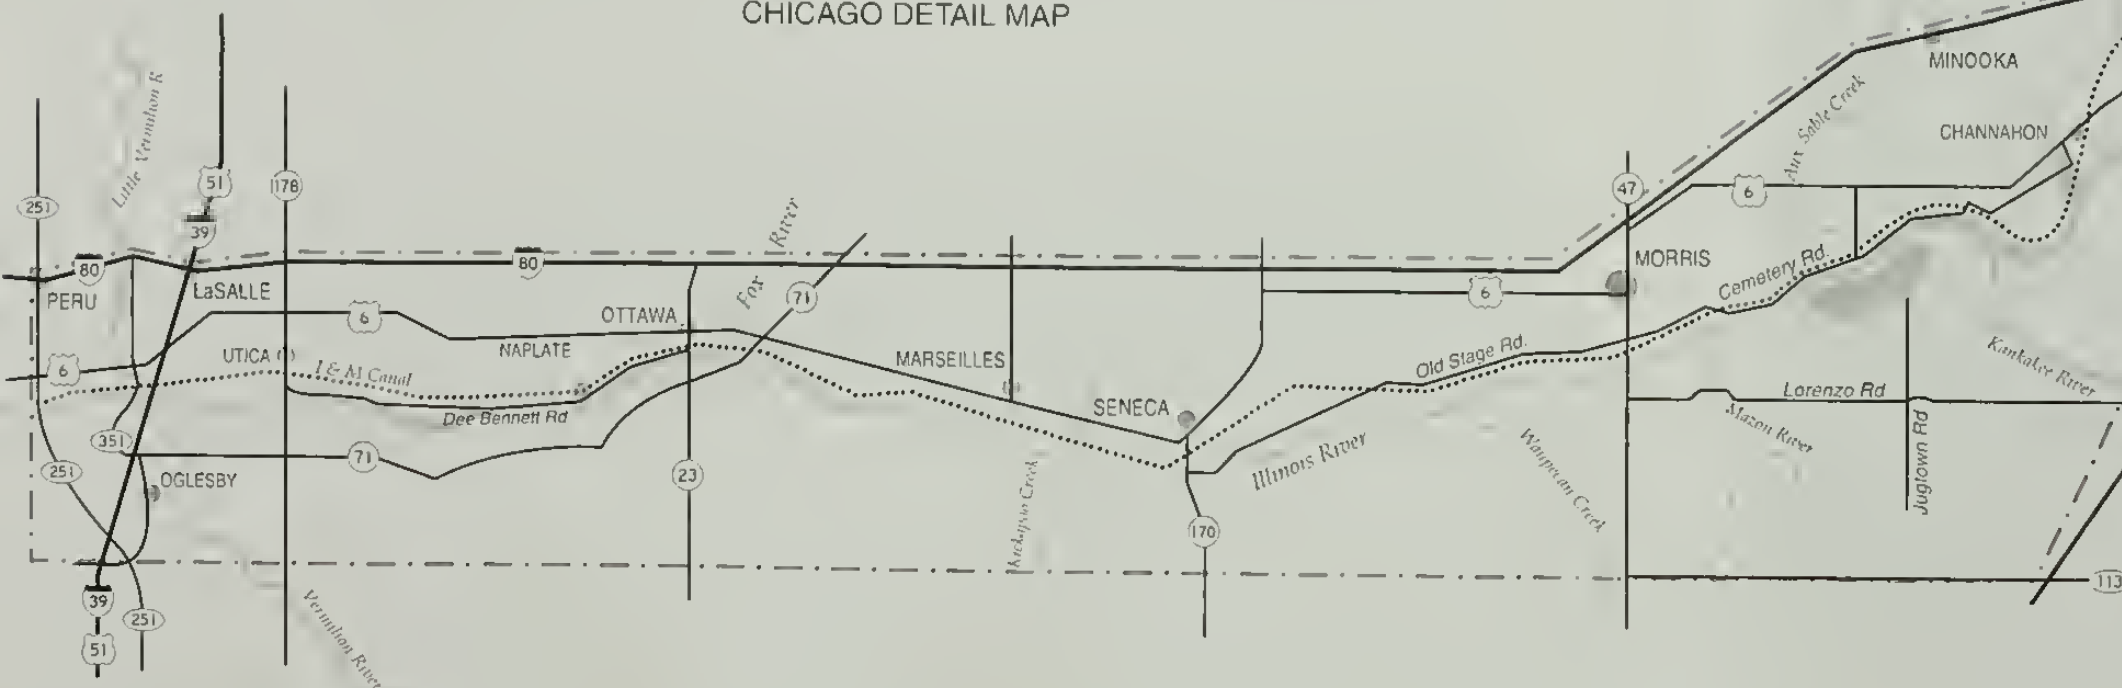 CHICAGO DETAIL MAP
MINOOKA
Little Vermilion R
Aux Sable Creek
CHANNAHON
51
178
47
6
251
39
River
80
80
MORRIS
PERU
LaSALLE
Fox
71
6
Cemetery Rd.
6
OTTAWA
UTICA
NAPLATE
MARSEILLES
Old Stage Rd.
Kankakee River
6
I & M Canal
Lorenzo Rd
Dee Bennett Rd
SENECA
Mazon River
351
71
Illinois River
Waupecan Creek
Jugtown Rd
251
OGLESBY
23
Kickapoo Creek
170
113
39
251
Vermilion River
51